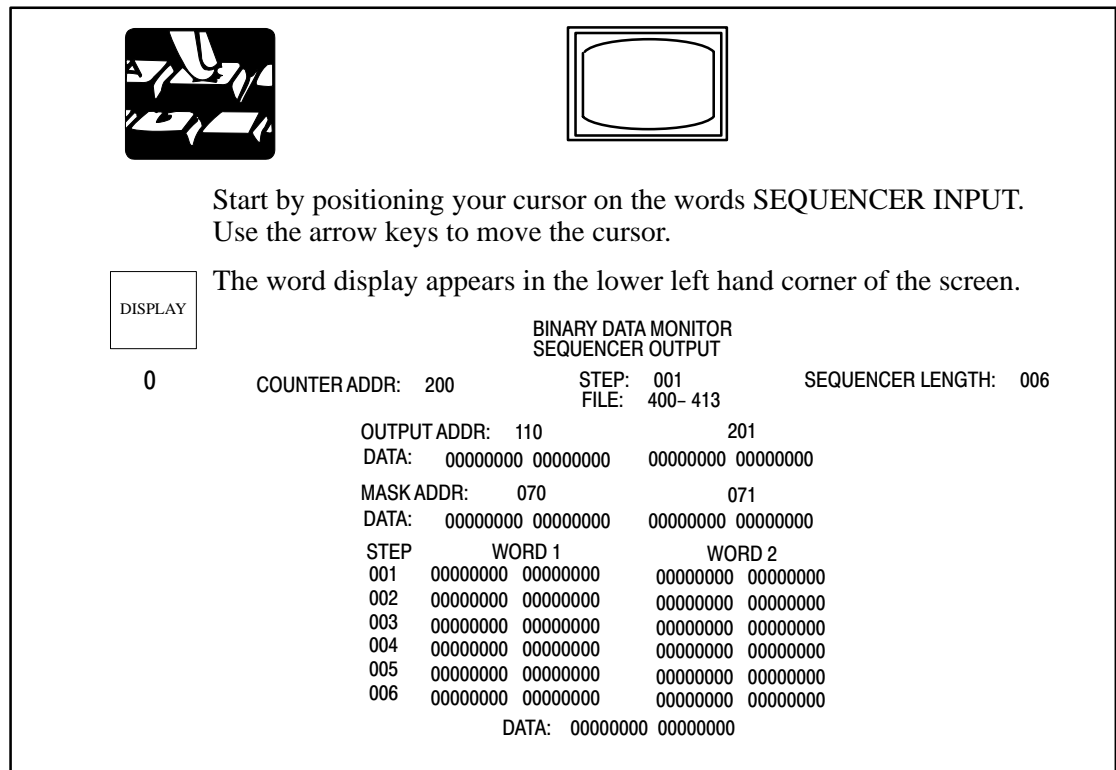 Start by positioning your cursor on the words SEQUENCER INPUT.
Use the arrow keys to move the cursor.
DISPLAY
0
The word display appears in the lower left hand corner of the screen.
BINARY DATA MONITOR
SEQUENCER OUTPUT
COUNTER ADDR: 200 STEP: 001 SEQUENCER LENGTH: 006
FILE: 400– 413
OUTPUT ADDR: 110 201
DATA: 00000000 00000000 00000000 00000000
MASK ADDR: 070 071
DATA: 00000000 00000000 00000000 00000000
STEP WORD 1 WORD 2
001 00000000 00000000 00000000 00000000
002 00000000 00000000 00000000 00000000
003 00000000 00000000 00000000 00000000
004 00000000 00000000 00000000 00000000
005 00000000 00000000 00000000 00000000
006 00000000 00000000 00000000 00000000
DATA: 00000000 00000000